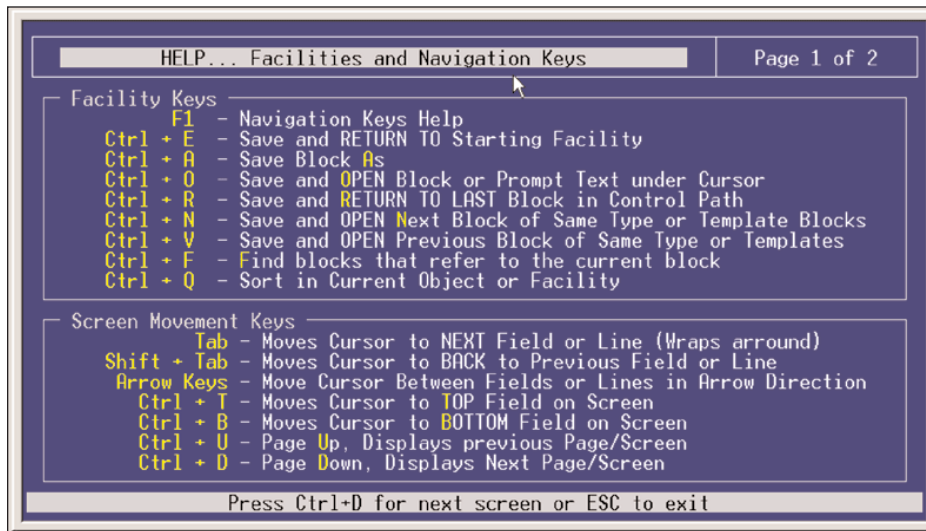 HELP... Facilities and Navigation Keys
Page 1 of 2
Facility Keys
F1 - Navigation Keys Help
Ctrl + E - Save and RETURN TO Starting Facility
Ctrl + A - Save Block As
Ctrl + O - Save and OPEN Block or Prompt Text under Cursor
Ctrl + R - Save and RETURN TO LAST Block in Control Path
Ctrl + N - Save and OPEN Next Block of Same Type or Template Blocks
Ctrl + V - Save and OPEN Previous Block of Same Type or Templates
Ctrl + F - Find blocks that refer to the current block
Ctrl + Q - Sort in Current Object or Facility
Screen Movement Keys
Tab - Moves Cursor to NEXT Field or Line (Wraps arround)
Shift + Tab - Moves Cursor to BACK to Previous Field or Line
Arrow Keys - Move Cursor Between Fields or Lines in Arrow Direction
Ctrl + T - Moves Cursor to TOP Field on Screen
Ctrl + B - Moves Cursor to BOTTOM Field on Screen
Ctrl + U - Page Up, Displays previous Page/Screen
Ctrl + D - Page Down, Displays Next Page/Screen
Press Ctrl+D for next screen or ESC to exit